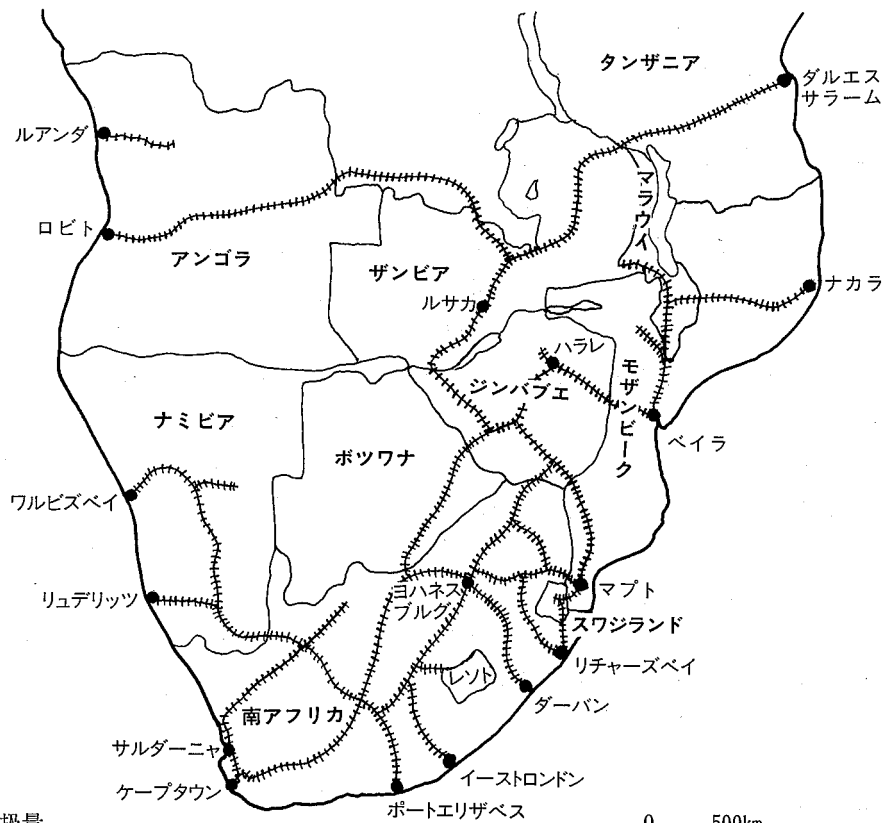 タンザニア
ダルエス
サラーム
ルアンダ
マラウイ
ロビト
アンゴラ
ザンビア
ルサカ
ナカラ
ハラレ
ジンバブエ
モザンビーク
ベイラ
ナミビア
ボツワナ
ワルビズベイ
ヨハネス
ブルグ
マプト
リュデリッツ
スワジランド
リチャーズベイ
レソト
ダーバン
南アフリカ
サルダーニャ
ケープタウン
イーストロンドン
ポートエリザベス
0 500km